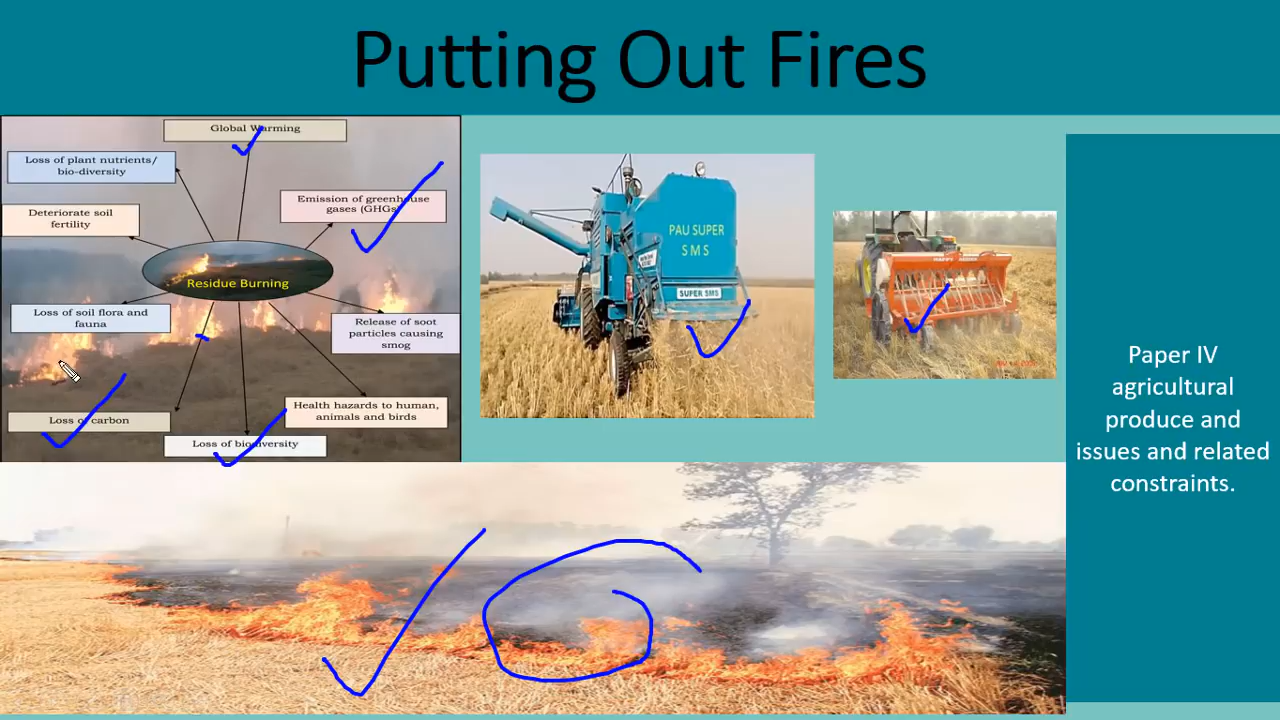 Putting Out Fires
Global Warming
Loss of plant nutrients/
bio-diversity
Emission of greenhouse
gases (GHGs)
Deteriorate soil
fertility
Residue Burning
Loss of soil flora and
fauna
Release of soot
particles causing
smog
Health hazards to human,
animals and birds
Loss of carbon
Loss of biodiversity
PAU SUPER
S M S
SUPER SMS
Paper IV
agricultural
produce and
issues and related
constraints.